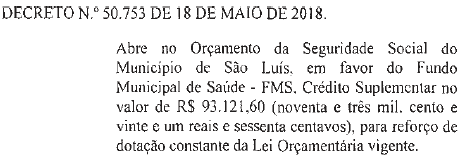 DECRETO N.º 50.753 DE 18 DE MAIO DE 2018.
Abre no Orçamento da Seguridade Social do
Município de São Luís, em favor do Fundo
Municipal de Saúde - FMS, Crédito Suplementar no
valor de R$ 93.121,60 (noventa e três mil, cento e
vinte e um reais e sessenta centavos), para reforço de
dotação constante da Lei Orçamentária vigente.